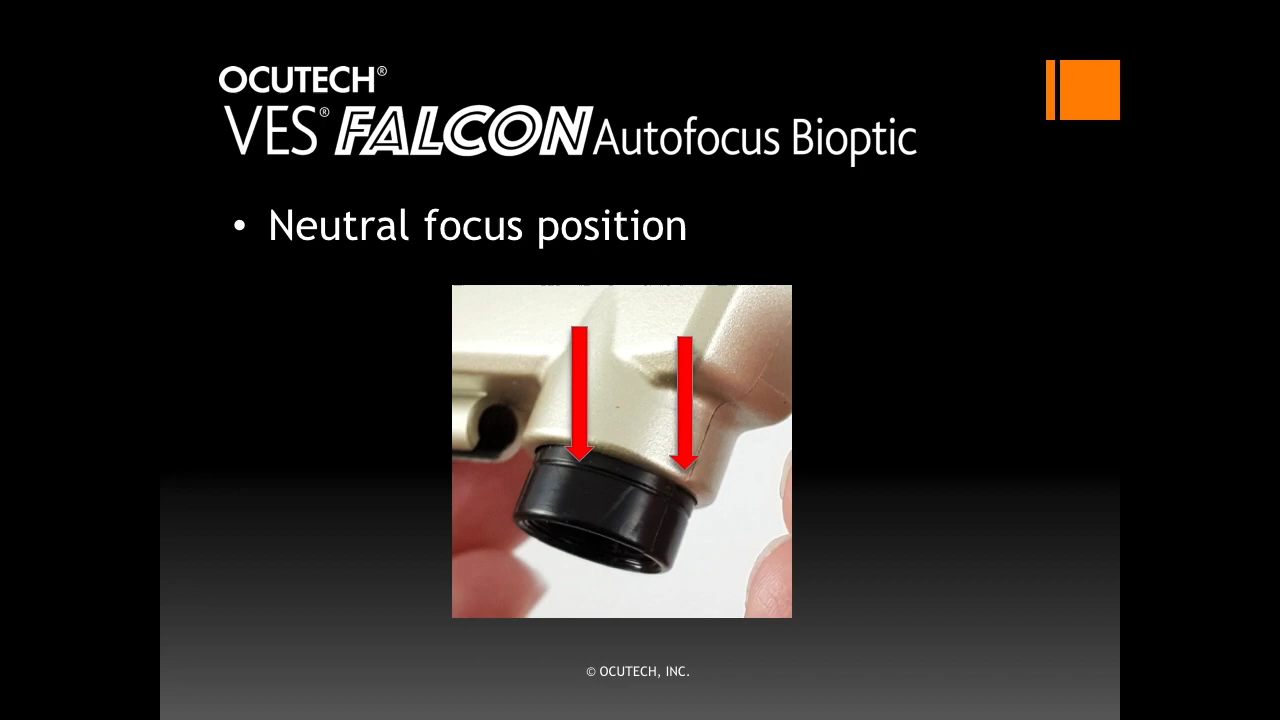 OCUTECH®
VES® FALCON Autofocus Bioptic
• Neutral focus position
© OCUTECH, INC.